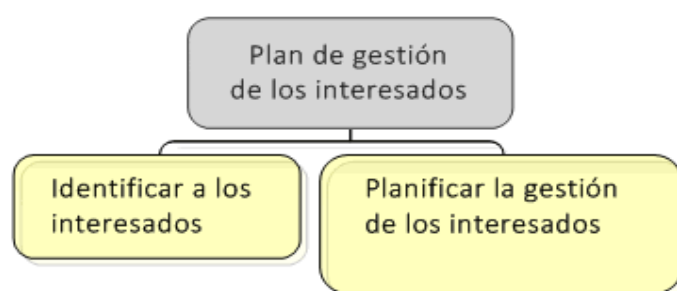 Plan de gestión
de los interesados
Identificar a los
interesados
Planificar la gestión
de los interesados